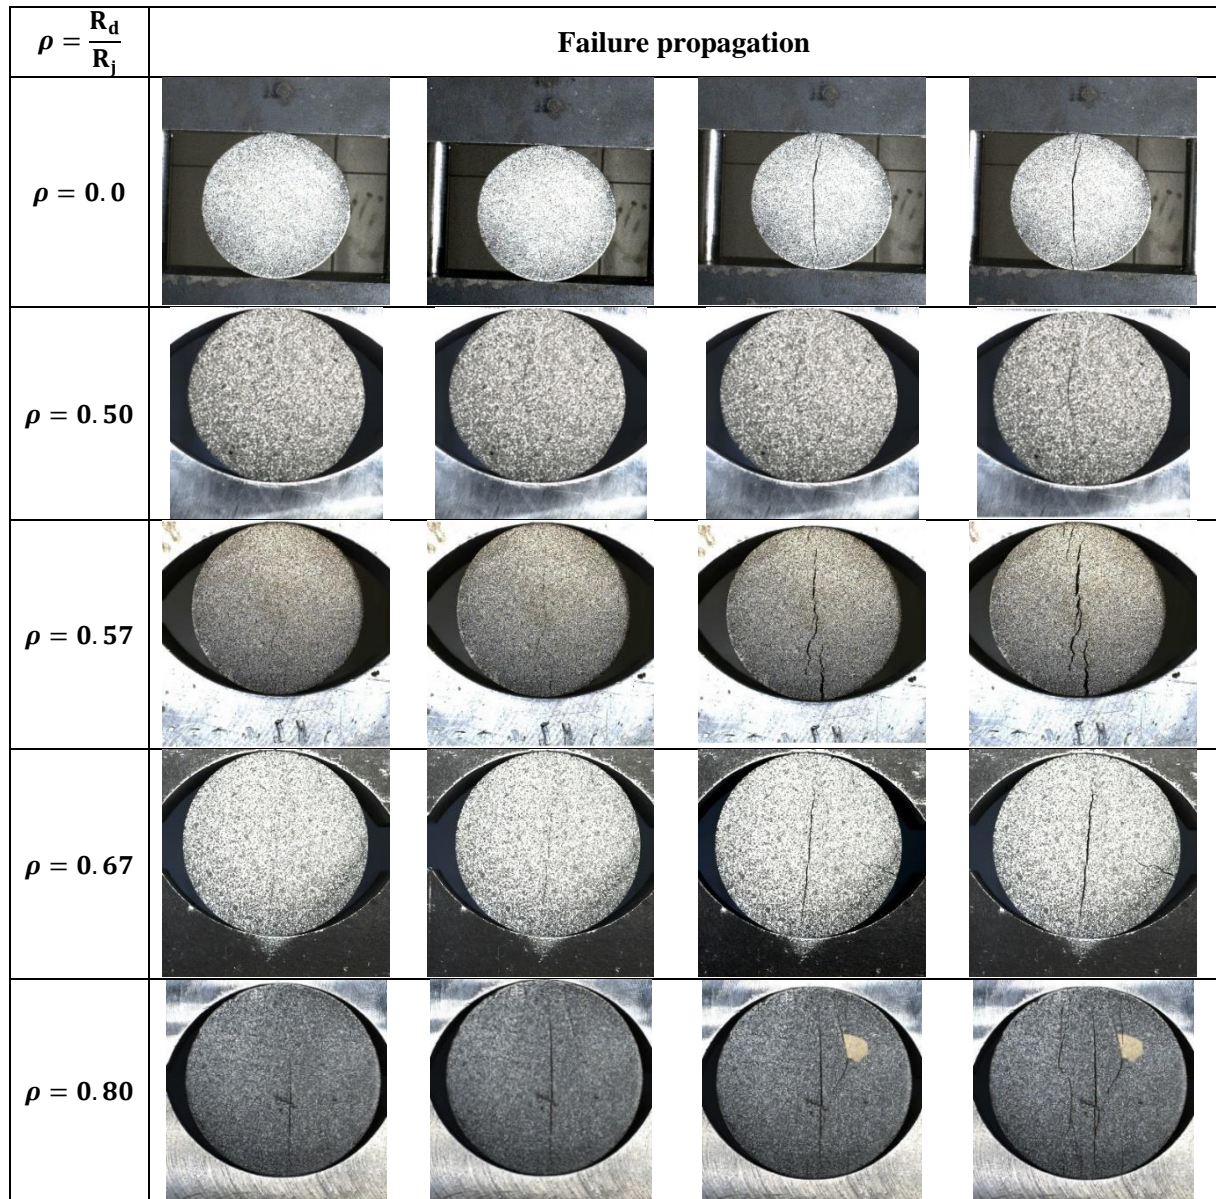 ρ = R_d / R_j
Failure propagation
ρ = 0.0
ρ = 0.50
ρ = 0.57
ρ = 0.67
ρ = 0.80